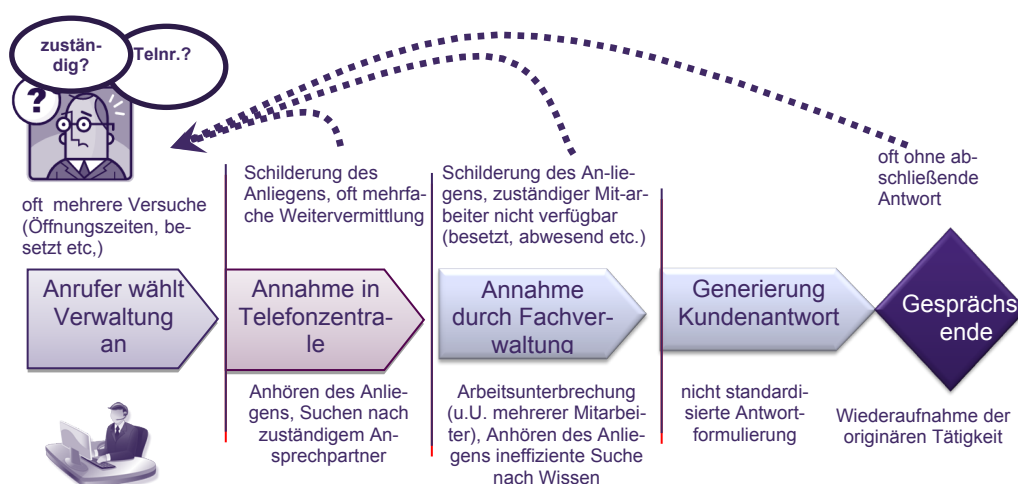 zustän-
dig?
Telnr.?
?
oft mehrere Versuche
(Öffnungszeiten, be-
setzt etc,)
Schilderung des
Anliegens, oft mehrfa-
che Weitervermittlung
Schilderung des An-liegens, zuständiger Mit-ar-
beiter nicht verfügbar
(besetzt, abwesend etc.)
oft ohne ab-
schließende
Antwort
Anrufer wählt
Verwaltung
an
Annahme in
Telefonzentra-
le
Annahme
durch Fachver-
waltung
Generierung
Kundenantwort
Gesprächs
ende
Anhören des Anlie-
gens, Suchen nach
zuständigem An-
sprechpartner
Arbeitsunterbrechung
(u.U. mehrerer Mitarbei-
ter), Anhören des Anlie-
gens ineffiziente Suche
nach Wissen
nicht standardi-
sierte Antwort-
formulierung
Wiederaufnahme der
originären Tätigkeit